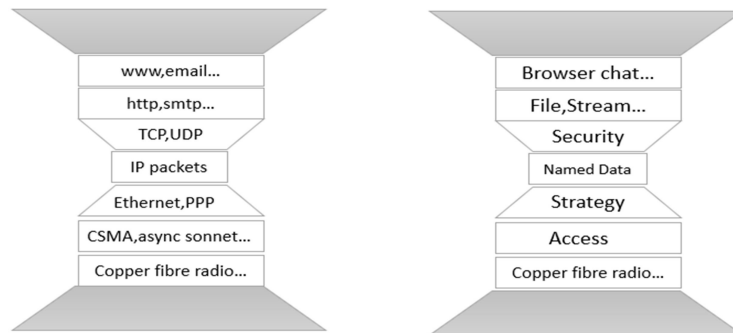 www,email...
http,smtp...
TCP,UDP
IP packets
Ethernet,PPP
CSMA,async sonnet...
Copper fibre radio...
Browser chat...
File,Stream...
Security
Named Data
Strategy
Access
Copper fibre radio...